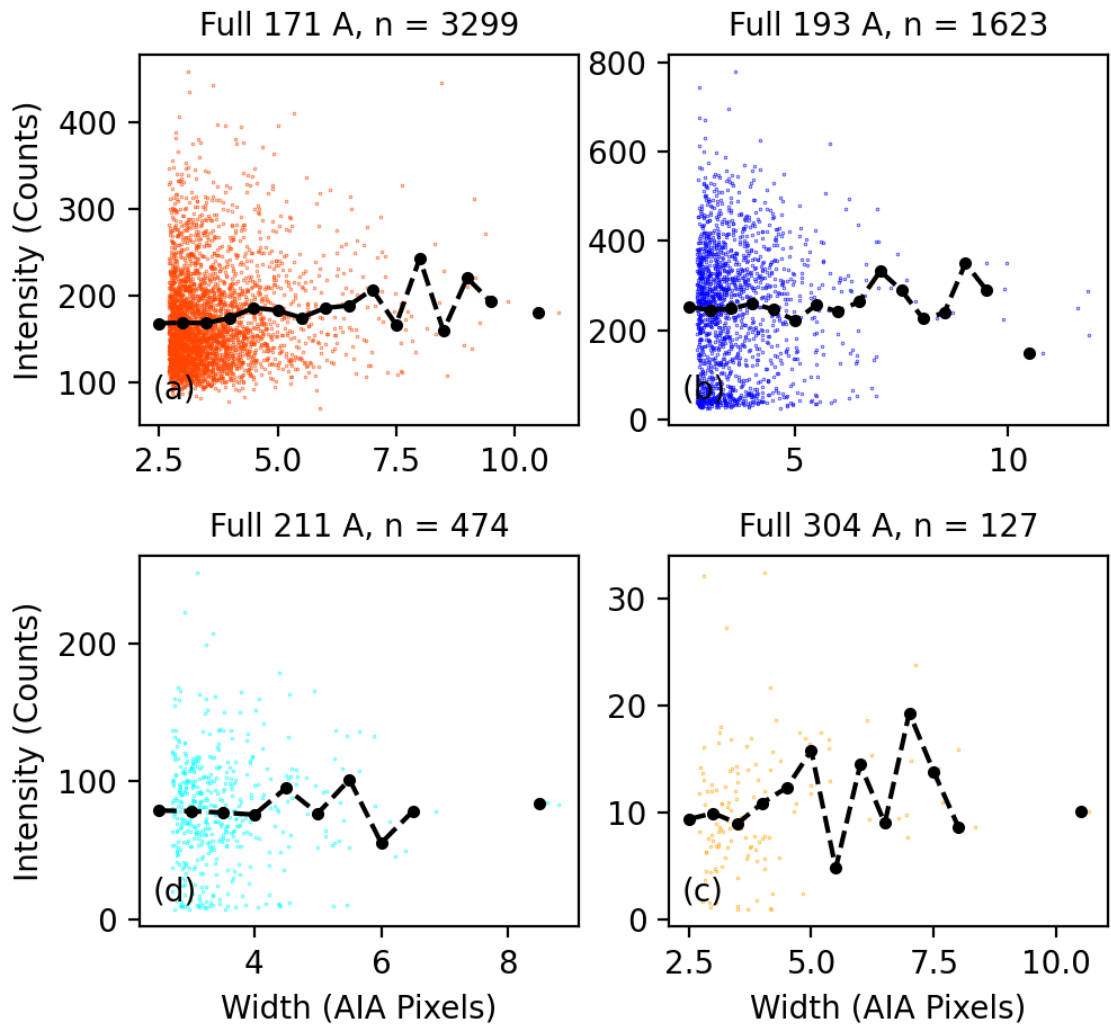 Full 171 A, n = 3299
Full 193 A, n = 1623
Intensity (Counts)
400
300
200
100
(a)
2.5 5.0 7.5 10.0
800
600
400
200
0
(b)
5 10
Full 211 A, n = 474
Full 304 A, n = 127
Intensity (Counts)
200
100
0
(d)
4 6 8
Width (AIA Pixels)
30
20
10
0
(c)
2.5 5.0 7.5 10.0
Width (AIA Pixels)